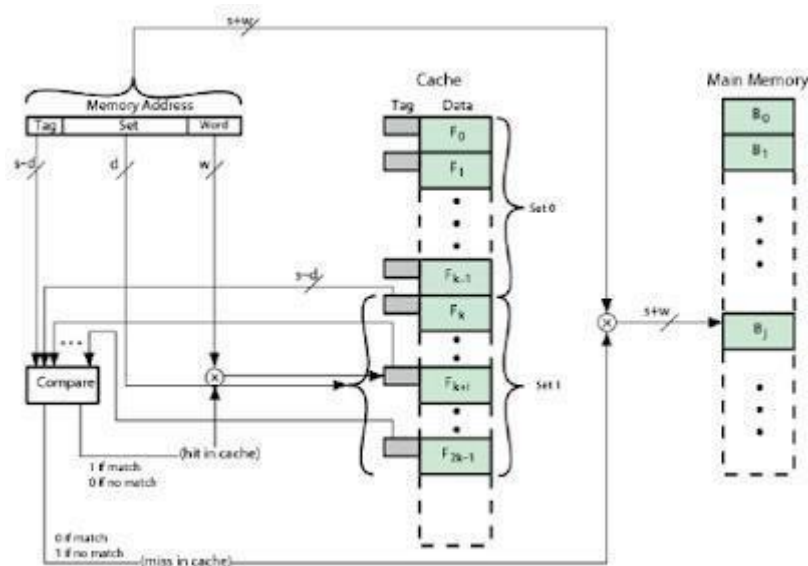 s+w
Cache
Main Memory
Memory Address
Tag Data
Tag Set Word
F0
B0
F1
B1
s–d d w
Set 0
s–d
Fk–1
Fk
s+w
Bj
Compare
Fk+i
Set 1
(hit in cache)
F2k–1
1 if match
0 if no match
0 if match
1 if no match
(miss in cache)